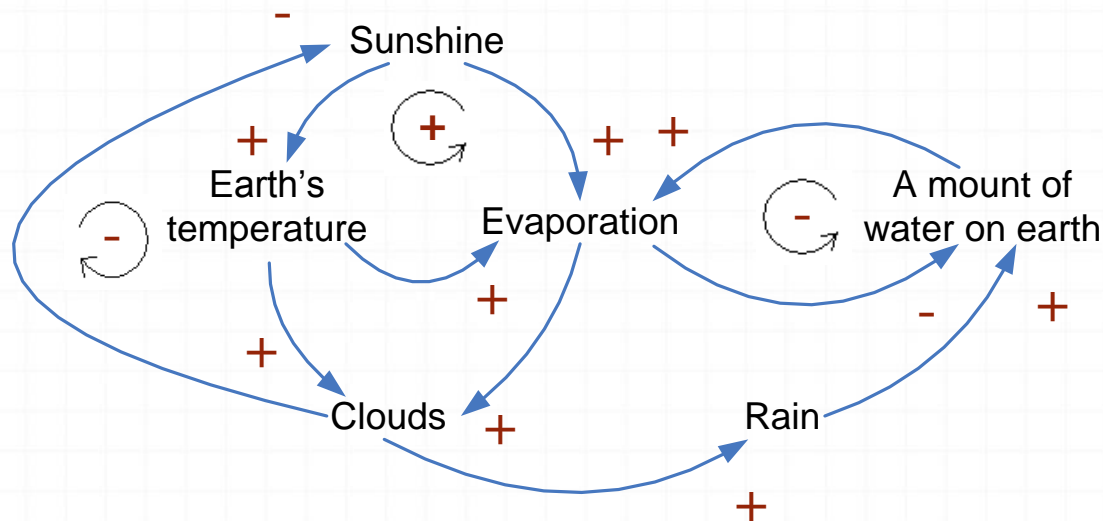 -
Sunshine
+
+
+
+
Earth's
temperature
-
Evaporation
-
A mount of
water on earth
+
-
+
+
Clouds
+
Rain
+